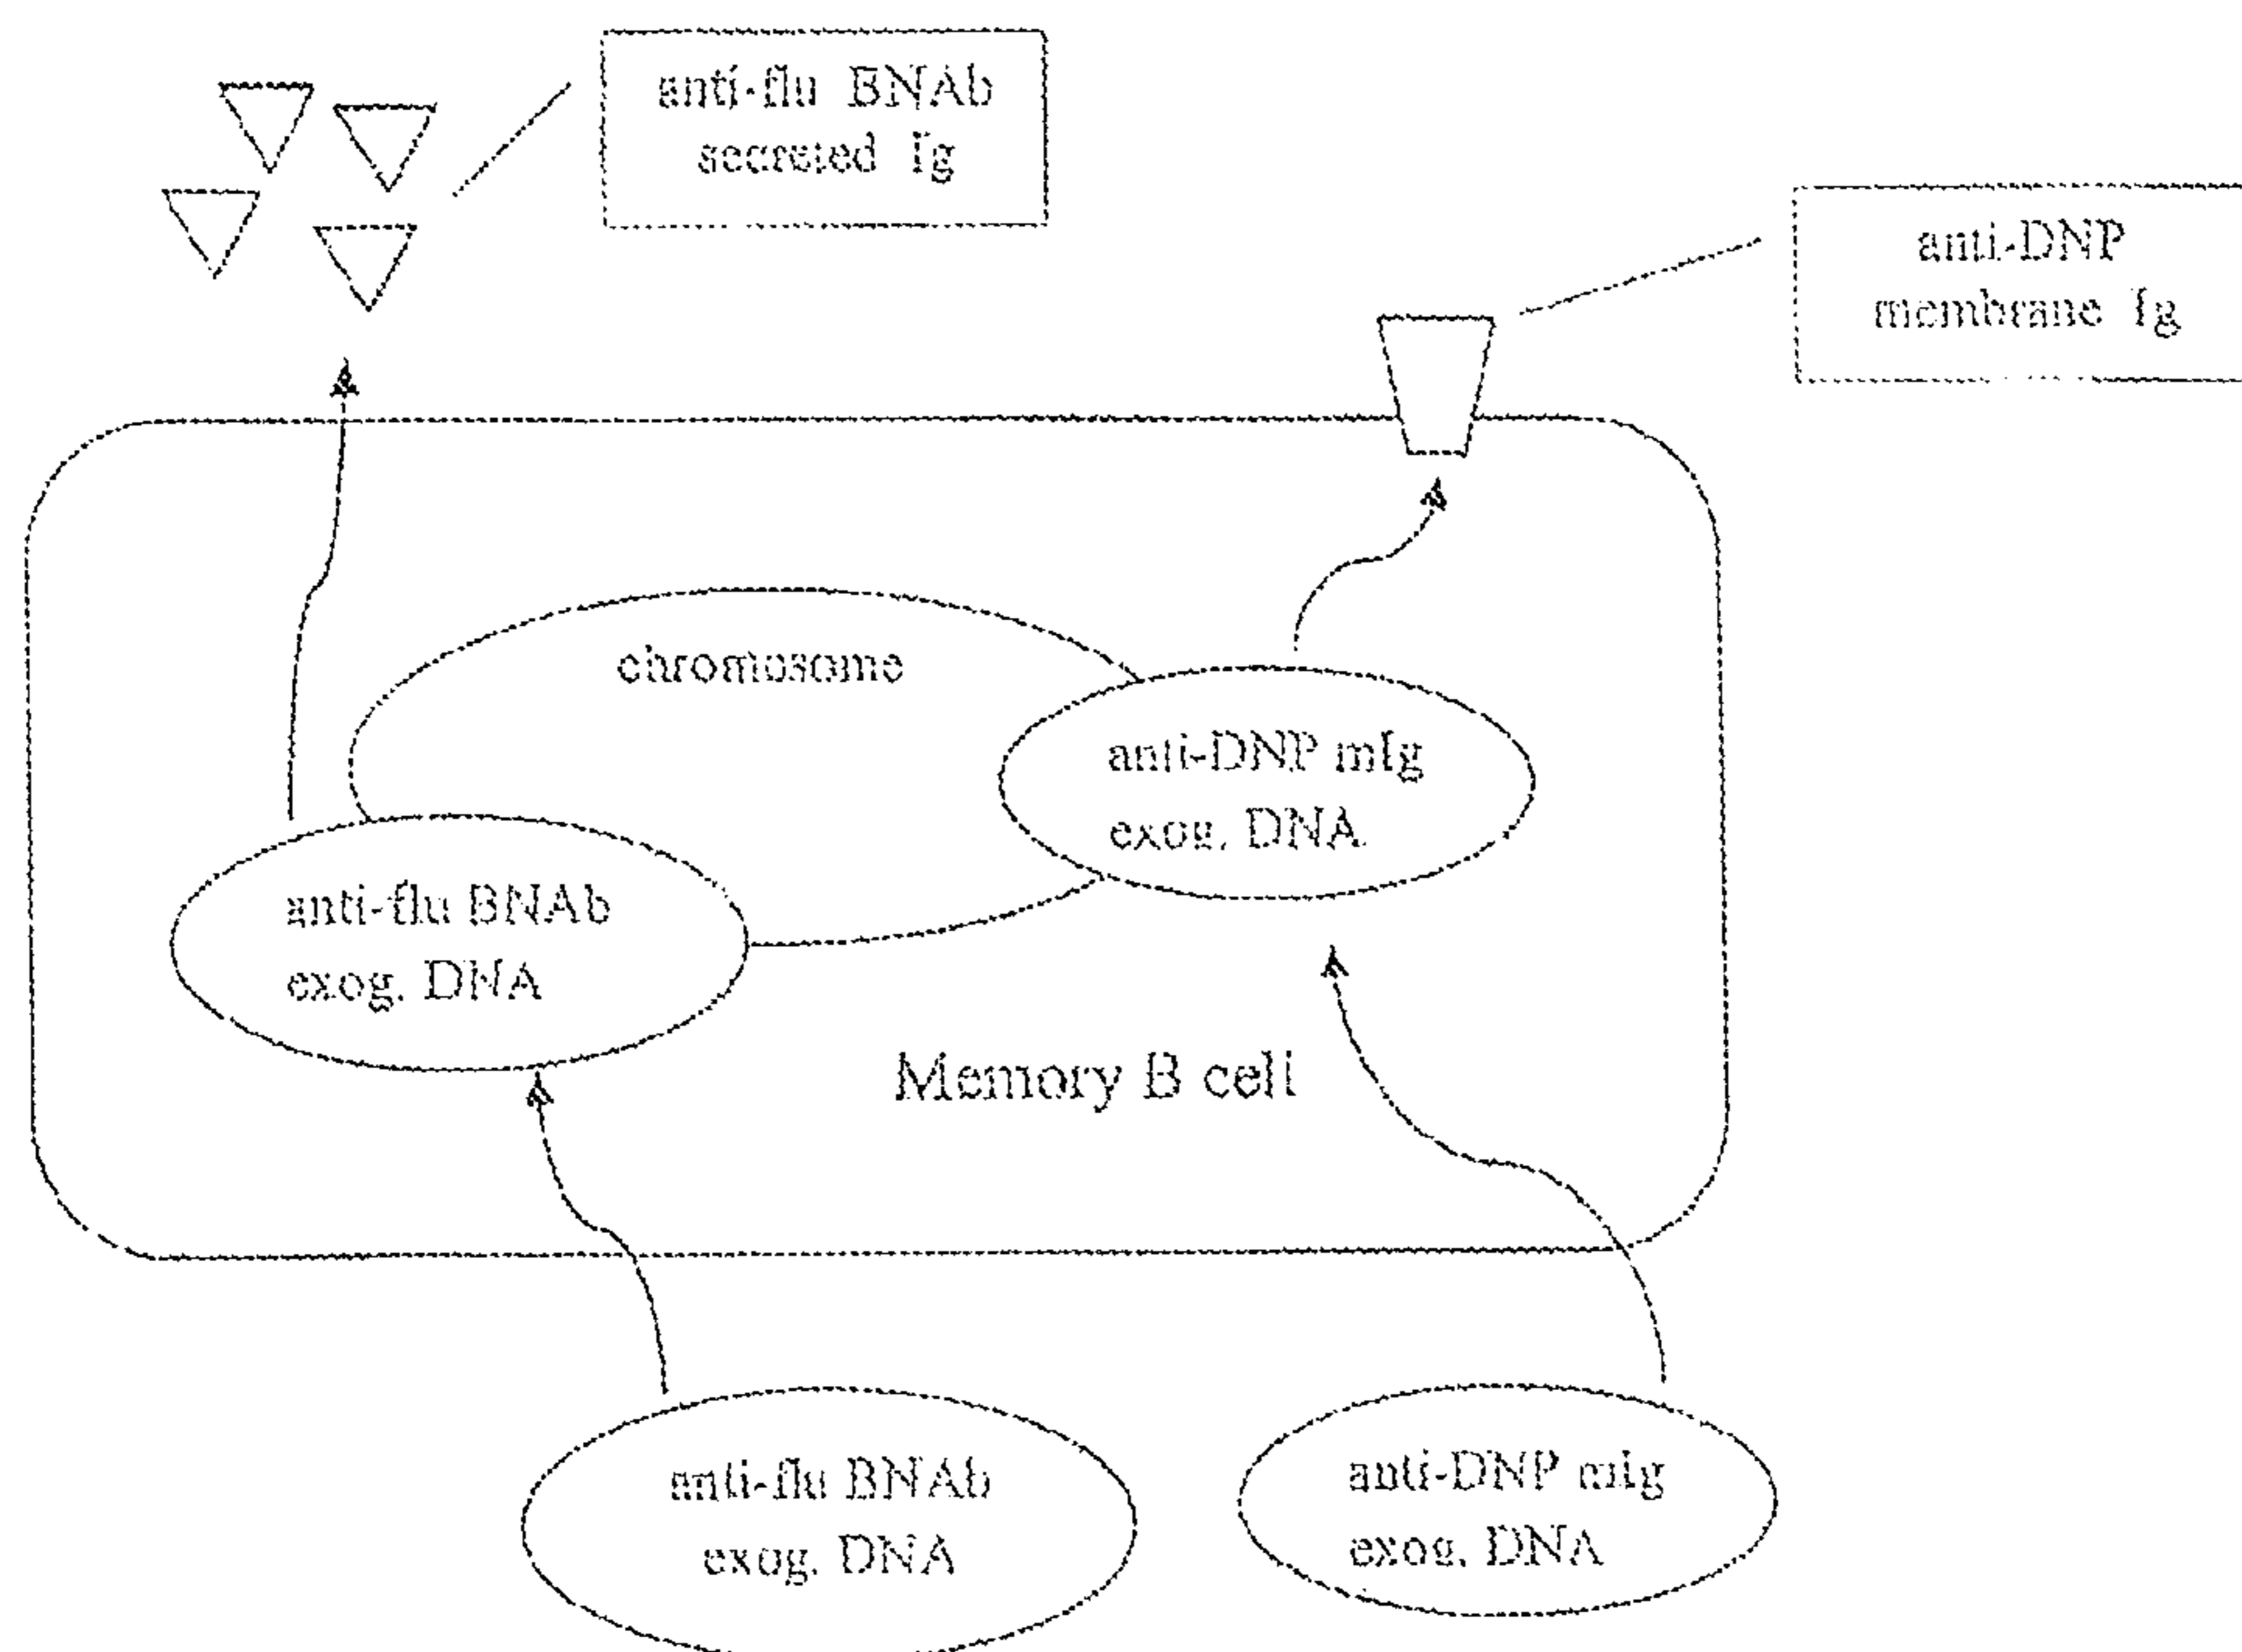 anti-flu BNAb
secreted Ig
anti-DNP
membrane Ig
chromosome
anti-DNP mIg
exog. DNA
anti-flu BNAb
exog. DNA
Memory B cell
anti-flu BNAb
exog. DNA
anti-DNP mIg
exog. DNA